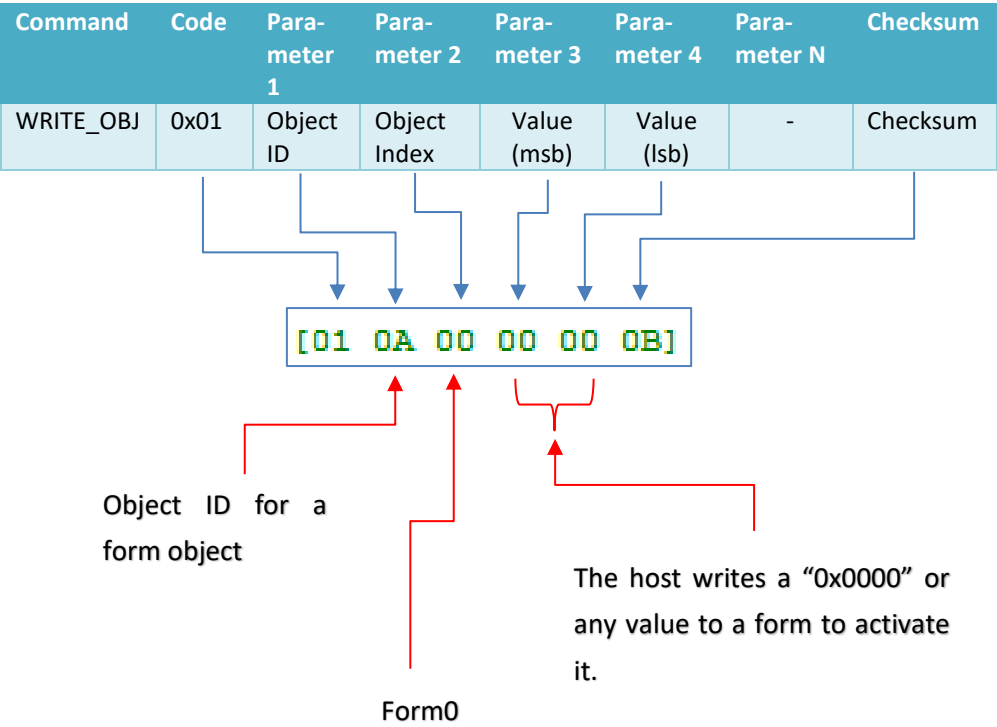 Command Code Para- Para- Para- Para- Para- Checksum
meter meter 2 meter 3 meter 4 meter N
1
WRITE_OBJ 0x01 Object Object Value Value - Checksum
ID Index (msb) (lsb)
[01 0A 00 00 00 0B]
Object ID for a
form object
The host writes a “0x0000” or
any value to a form to activate
it.
Form0